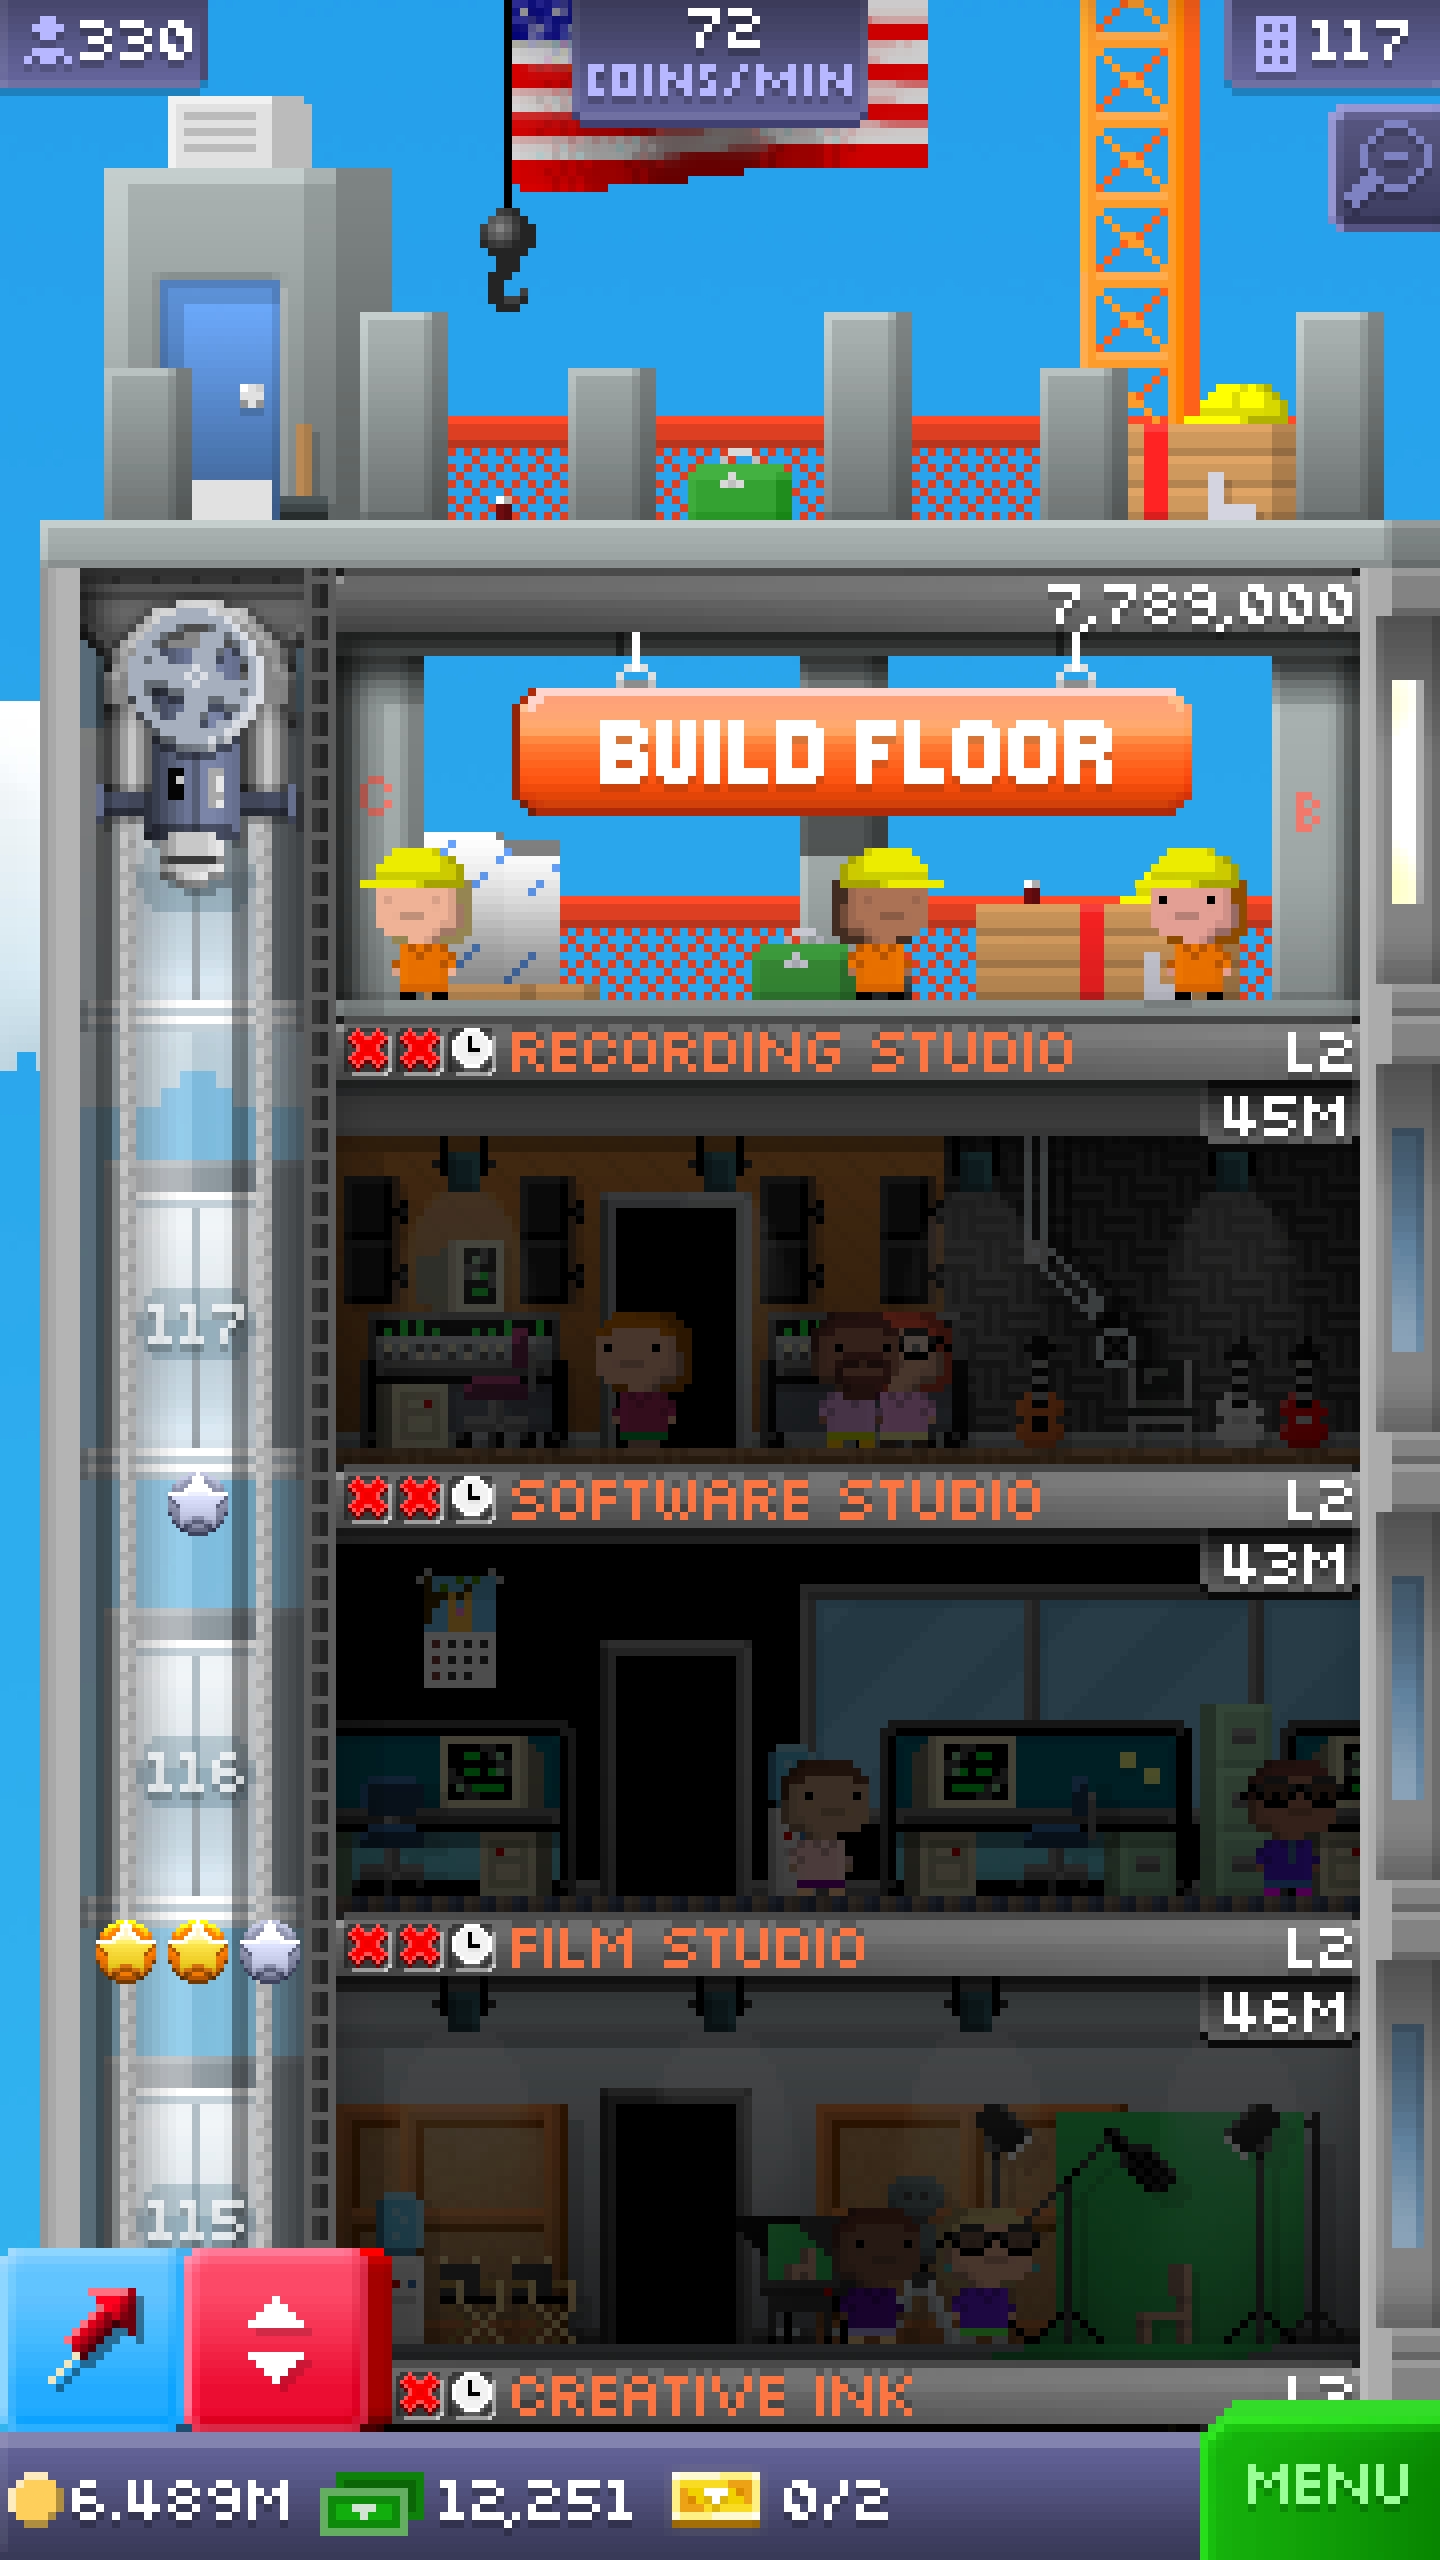 330
72
COINS/MIN
117
7,789,000
BUILD FLOOR
C
B
RECORDING STUDIO L2
45M
117
SOFTWARE STUDIO L2
43M
116
FILM STUDIO L2
46M
115
CREATIVE INK
6.489M 12,251 0/2
MENU